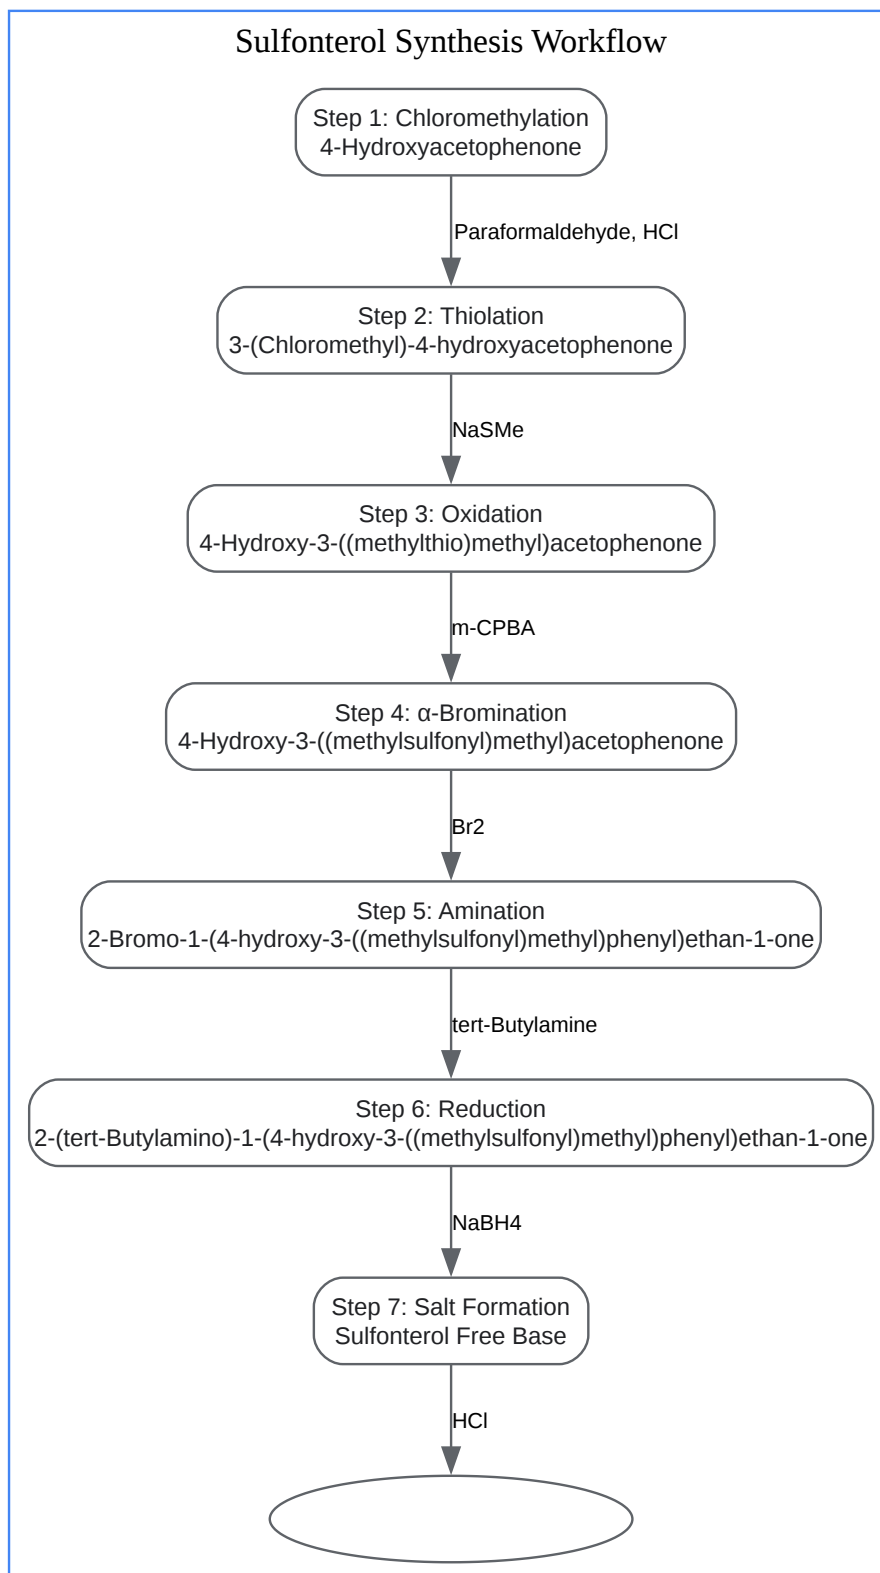 Sulfonterol Synthesis Workflow
Step 1: Chloromethylation
4-Hydroxyacetophenone
Paraformaldehyde, HCl
Step 2: Thiolation
3-(Chloromethyl)-4-hydroxyacetophenone
NaSMe
Step 3: Oxidation
4-Hydroxy-3-((methylthio)methyl)acetophenone
m-CPBA
Step 4: α-Bromination
4-Hydroxy-3-((methylsulfonyl)methyl)acetophenone
Br2
Step 5: Amination
2-Bromo-1-(4-hydroxy-3-((methylsulfonyl)methyl)phenyl)ethan-1-one
tert-Butylamine
Step 6: Reduction
2-(tert-Butylamino)-1-(4-hydroxy-3-((methylsulfonyl)methyl)phenyl)ethan-1-one
NaBH4
Step 7: Salt Formation
Sulfonterol Free Base
HCl